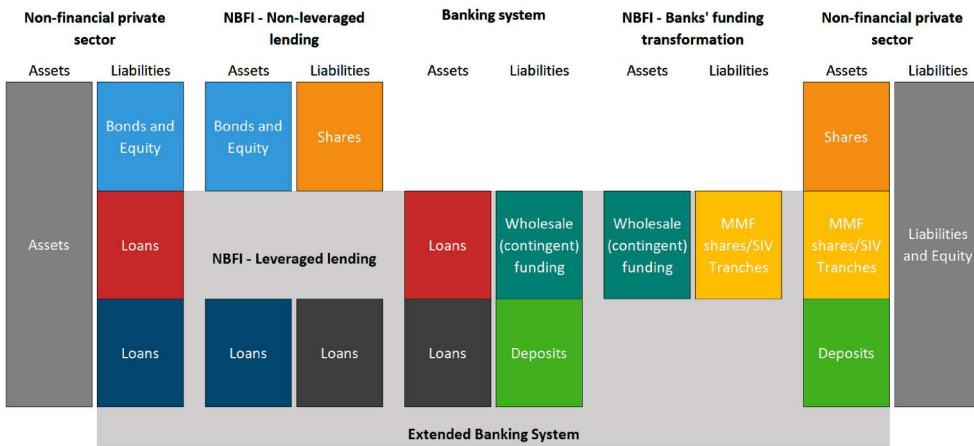 Non-financial private
sector
NBFI - Non-leveraged
lending
Banking system
NBFI - Banks' funding
transformation
Non-financial private
sector
Assets
Liabilities
Assets
Liabilities
Assets
Liabilities
Assets
Liabilities
Assets
Liabilities
Bonds and
Equity
Bonds and
Equity
Shares
Shares
Assets
Loans
NBFI - Leveraged lending
Loans
Wholesale
(contingent)
funding
Wholesale
(contingent)
funding
MMF
shares/SIV
Tranches
MMF
shares/SIV
Tranches
Liabilities
and Equity
Loans
Loans
Loans
Loans
Deposits
Deposits
Extended Banking System